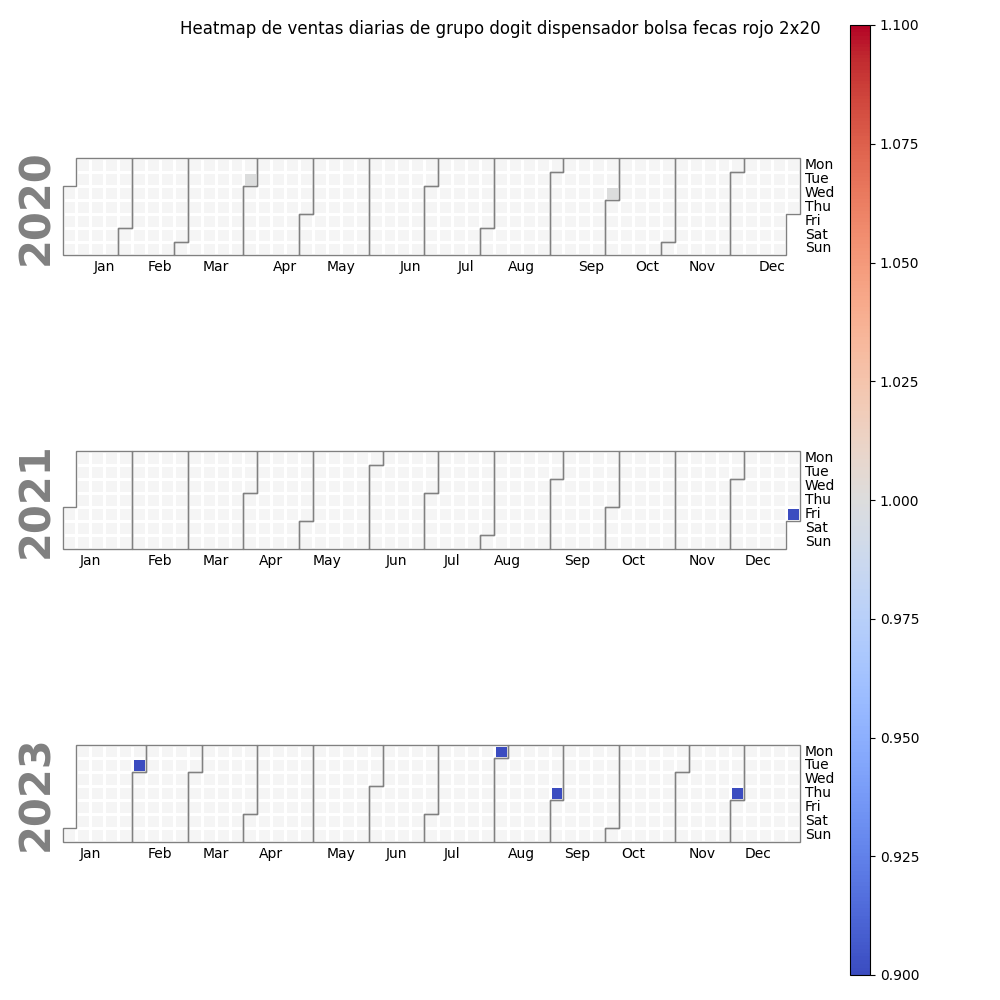 Heatmap de ventas diarias de grupo dogit dispensador bolsa fecas rojo 2x20
2020
Mon
Tue
Wed
Thu
Fri
Sat
Sun
Jan Feb Mar Apr May Jun Jul Aug Sep Oct Nov Dec
2021
Mon
Tue
Wed
Thu
Fri
Sat
Sun
Jan Feb Mar Apr May Jun Jul Aug Sep Oct Nov Dec
2023
Mon
Tue
Wed
Thu
Fri
Sat
Sun
Jan Feb Mar Apr May Jun Jul Aug Sep Oct Nov Dec
1.100
1.075
1.050
1.025
1.000
0.975
0.950
0.925
0.900